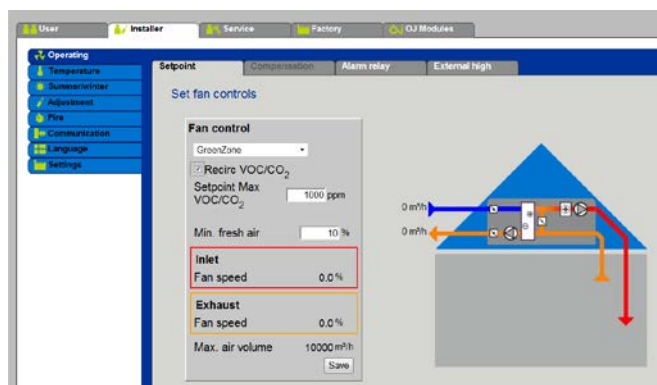 User Installer Service Factory OJ Modules
Operating
Temperature
Summer/winter
Adjustment
Fire
Communication
Language
Settings
Setpoint Compensation Alarm relay External high
Set fan controls
Fan control
GreenZone
Recirc VOC/CO2
Setpoint Max
VOC/CO2
1000 ppm
Min. fresh air 10 %
Inlet
Fan speed 0.0 %
Exhaust
Fan speed 0.0 %
Max. air volume 10000 m³/h
Save
0 m³/h
0 m³/h